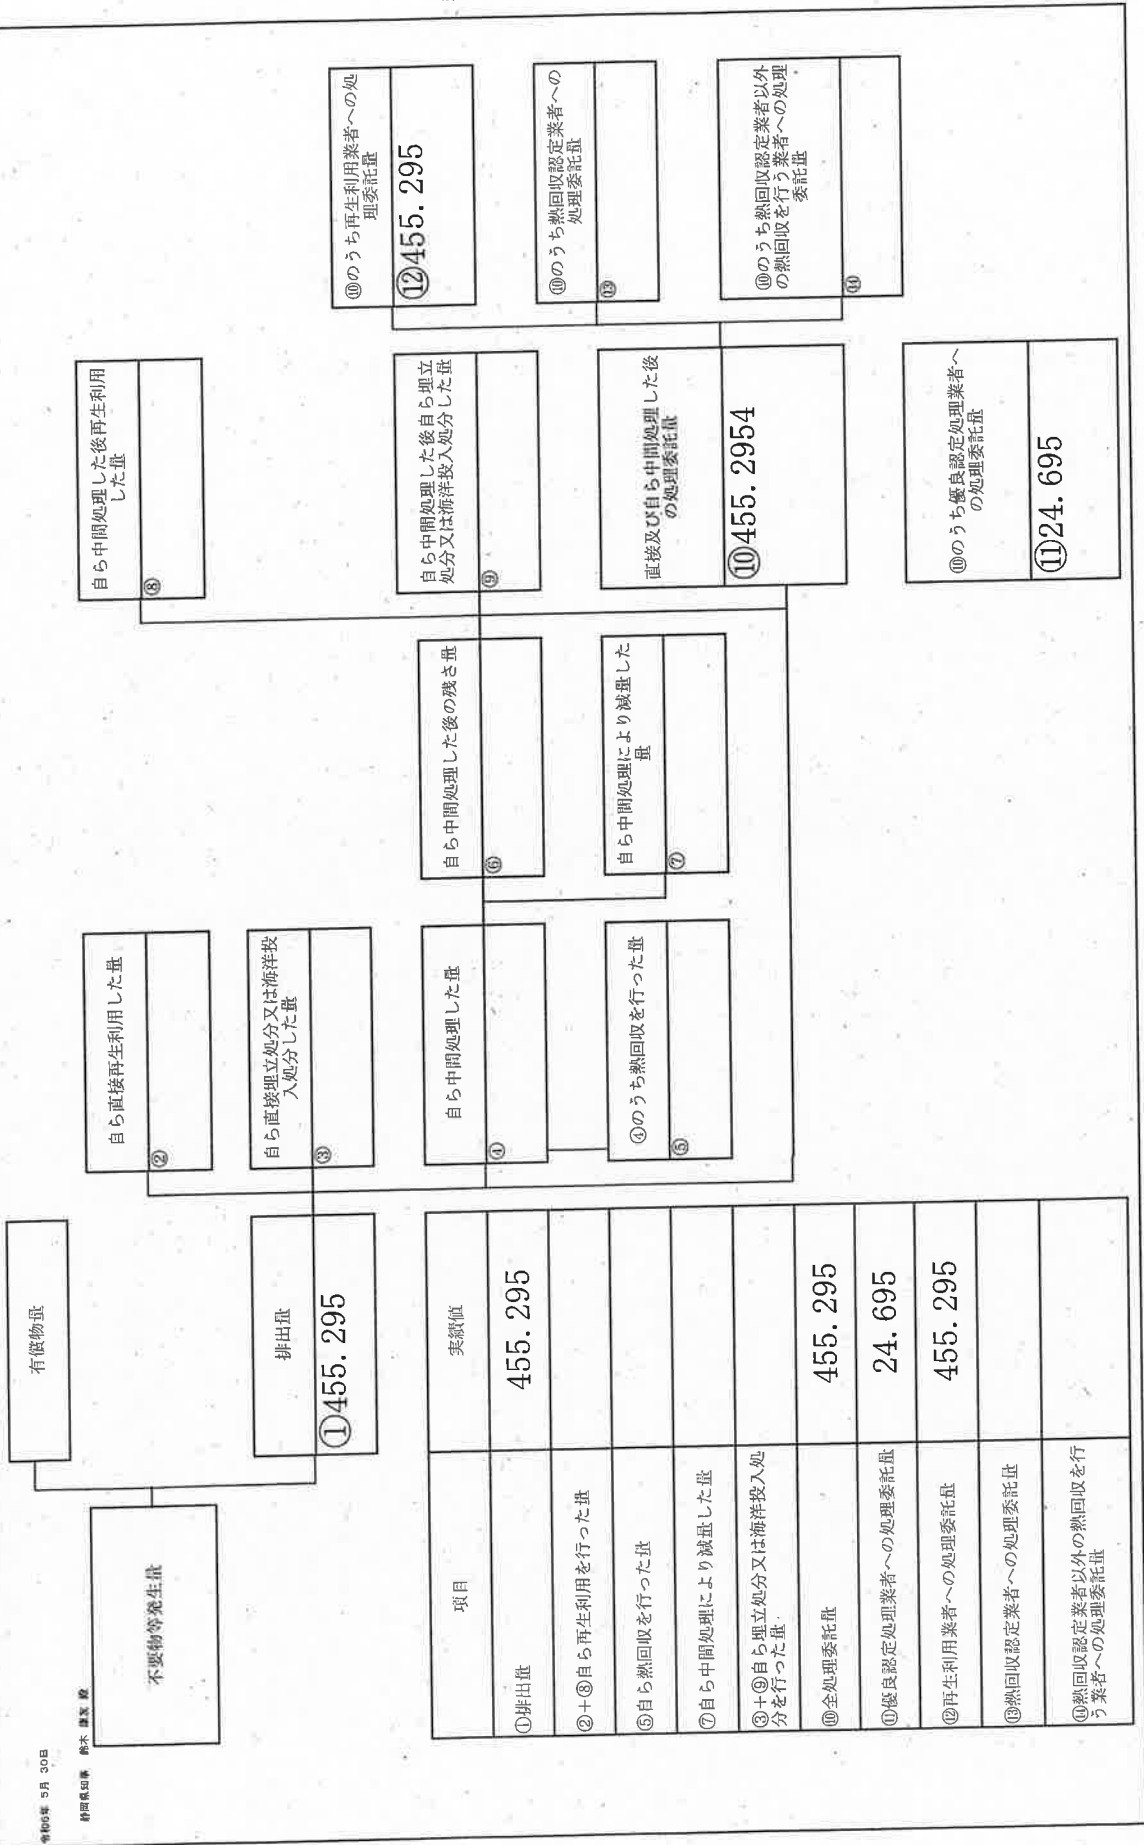 令和6年 5月 30日
静岡県知事 鈴木 康友 殿
不要物等発生量
有償物量
排出量
①455.295
自ら直接再生利用した量
②
自ら直接埋立処分又は海洋投
入処分した量
③
自ら中間処理した量
④
④のうち熱回収を行った量
⑤
自ら中間処理した後の残さ量
⑥
自ら中間処理により減量した
量
⑦
自ら中間処理した後再生利用
した量
⑧
自ら中間処理した後自ら埋立
処分又は海洋投入処分した量
⑨
直接及び自ら中間処理した後
の処理委託量
⑩455.2954
⑩のうち優良認定処理業者へ
の処理委託量
⑪24.695
⑩のうち再生利用業者への処
理委託量
⑫455.295
⑩のうち熱回収認定業者への
処理委託量
⑬
⑩のうち熱回収認定業者以外
の熱回収を行う業者への処理
委託量
⑭
項目 実績値
①排出量 455.295
②+⑧自ら再生利用を行った量
⑤自ら熱回収を行った量
⑦自ら中間処理により減量した量
③+⑨自ら埋立処分又は海洋投入処
分を行った量
⑩全処理委託量 455.295
⑪優良認定処理業者への処理委託量 24.695
⑫再生利用業者への処理委託量 455.295
⑬熱回収認定業者への処理委託量
⑭熱回収認定業者以外の熱回収を行
う業者への処理委託量